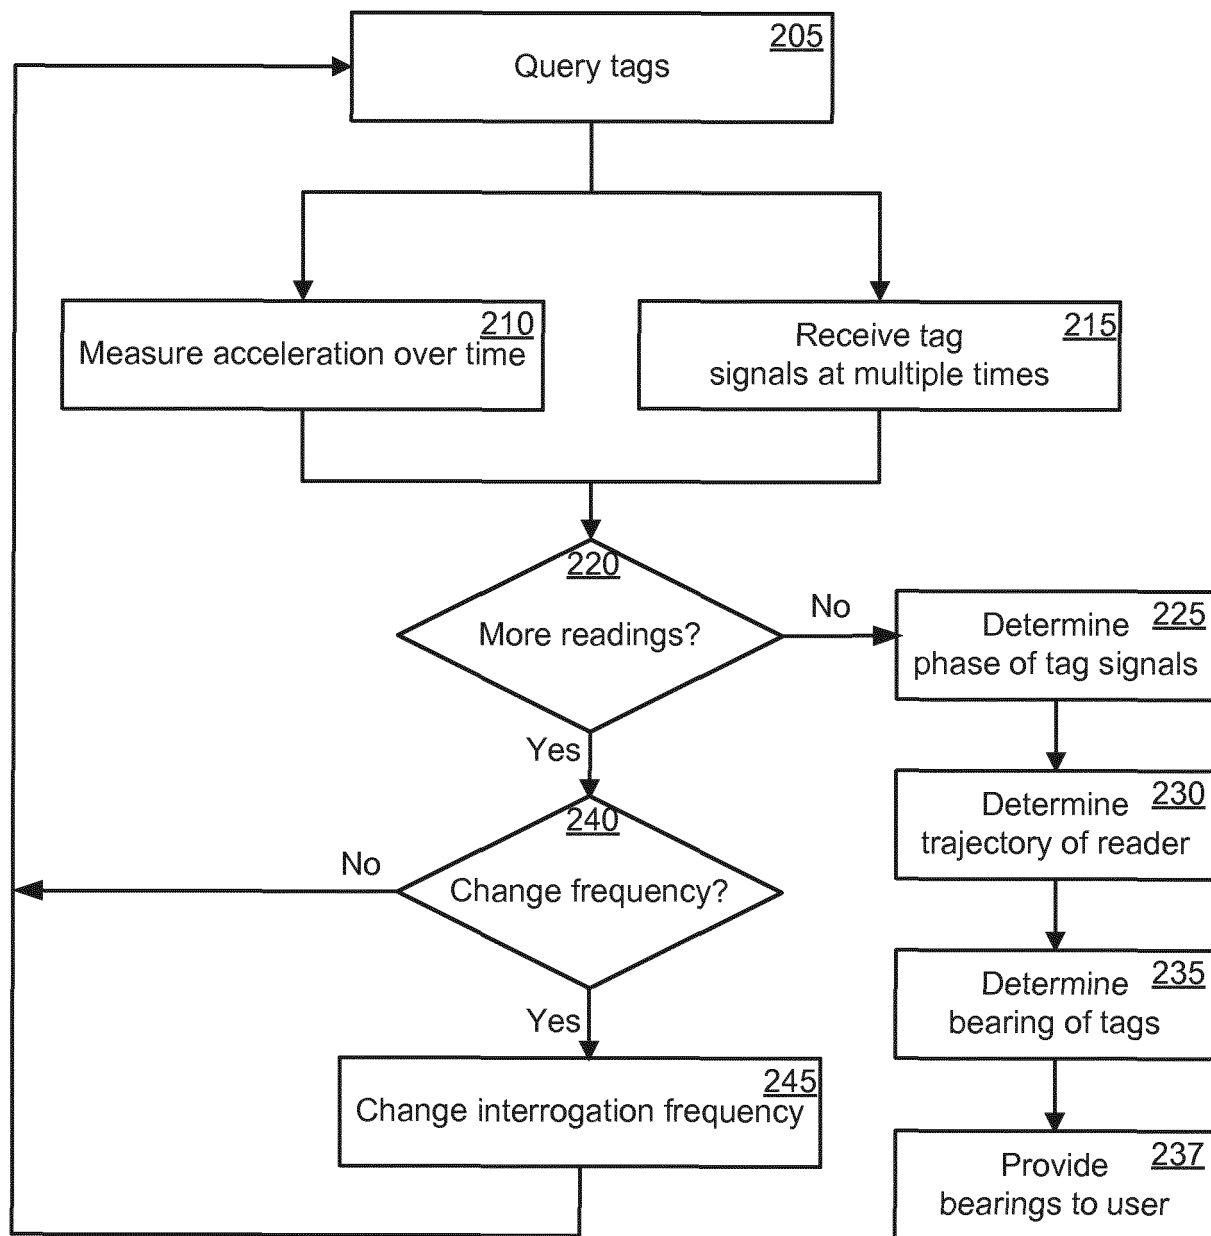 205
Query tags
210
Measure acceleration over time
215
Receive tag
signals at multiple times
220
More readings?
No
225
Determine
phase of tag signals
Yes
230
Determine
trajectory of reader
240
Change frequency?
No
235
Determine
bearing of tags
Yes
245
Change interrogation frequency
237
Provide
bearings to user